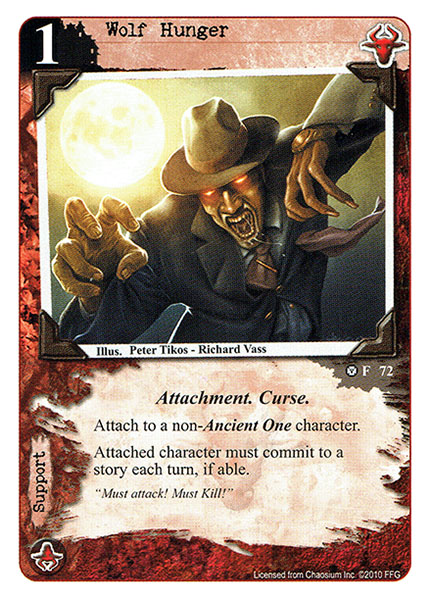 1
Wolf Hunger
Illus. Peter Tikos - Richard Vass
F 72
Attachment. Curse.
Attach to a non-Ancient One character.
Attached character must commit to a
story each turn, if able.
“Must attack! Must Kill!”
Support
Licensed from Chaosium Inc. ©2010 FFG